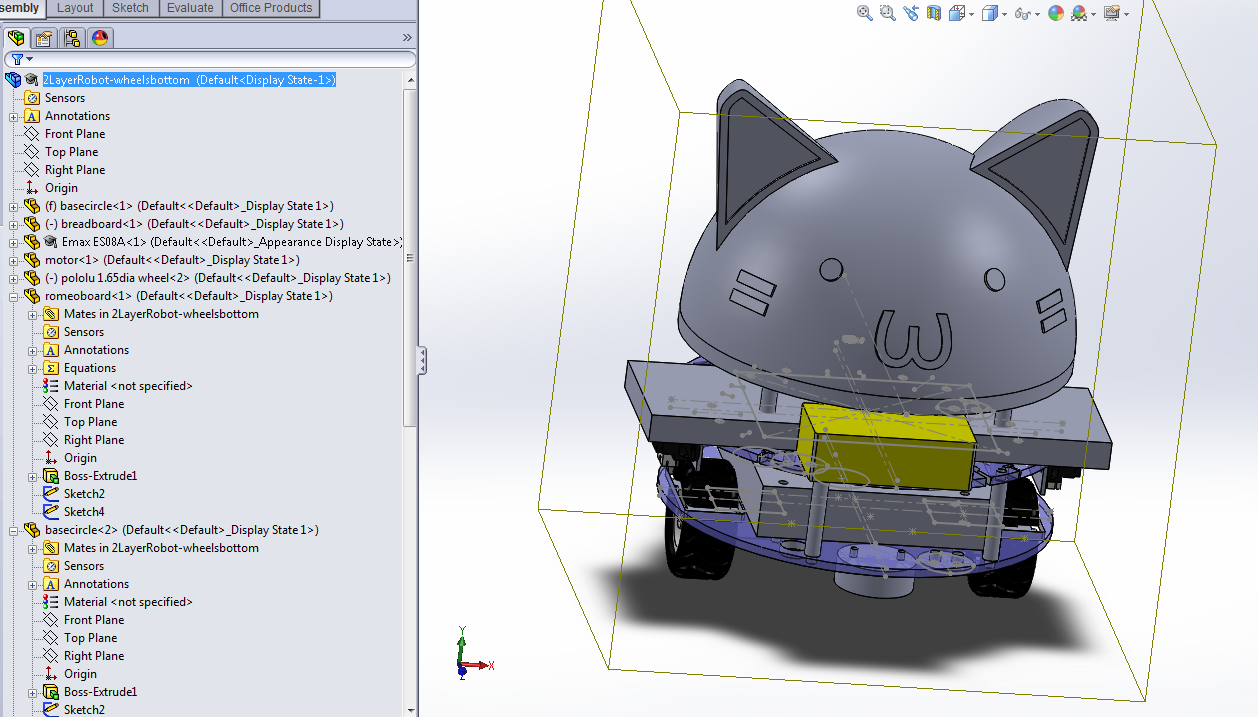 ssembly Layout Sketch Evaluate Office Products
2LayerRobot-wheelsbottom (Default<Display State-1>)
Sensors
A Annotations
Front Plane
Top Plane
Right Plane
Origin
(f) basecircle<1> (Default<<Default>_Display State 1>)
(-) breadboard<1> (Default<<Default>_Display State 1>)
Emax ES08A<1> (Default<<Default>_Appearance Display State>)
motor<1> (Default<<Default>_Display State 1>)
(-) pololu 1.65dia wheel<2> (Default<<Default>_Display State 1>)
romeoboard<1> (Default<<Default>_Display State 1>)
Mates in 2LayerRobot-wheelsbottom
Sensors
A Annotations
Σ Equations
Material <not specified>
Front Plane
Top Plane
Right Plane
Origin
Boss-Extrude1
Sketch2
Sketch4
basecircle<2> (Default<<Default>_Display State 1>)
Mates in 2LayerRobot-wheelsbottom
Sensors
A Annotations
Material <not specified>
Front Plane
Top Plane
Right Plane
Origin
Boss-Extrude1
Sketch2
Y
X
Z